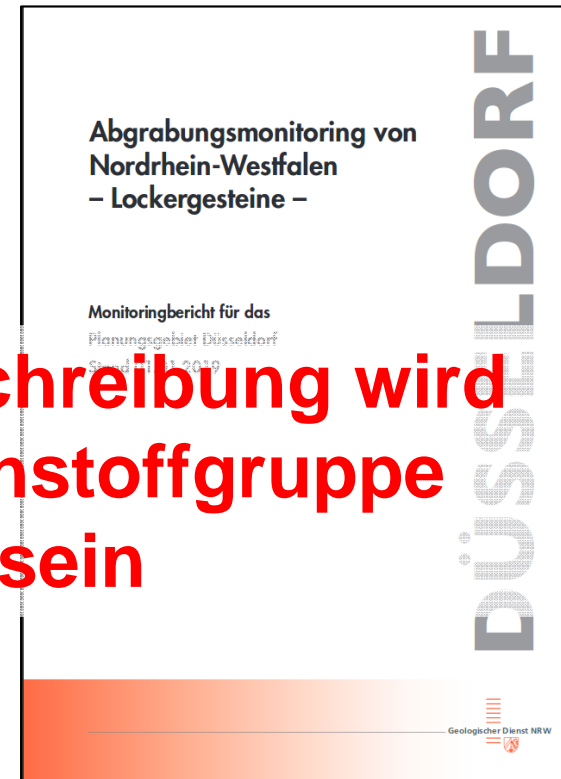 Abgrabungsmonitoring von
Nordrhein-Westfalen
– Lockergesteine –
Monitoringbericht für das
Planungsgebiet Düsseldorf
chreibung wird
nstoffgruppe
sein
DÜSSELDORF
Geologischer Dienst NRW